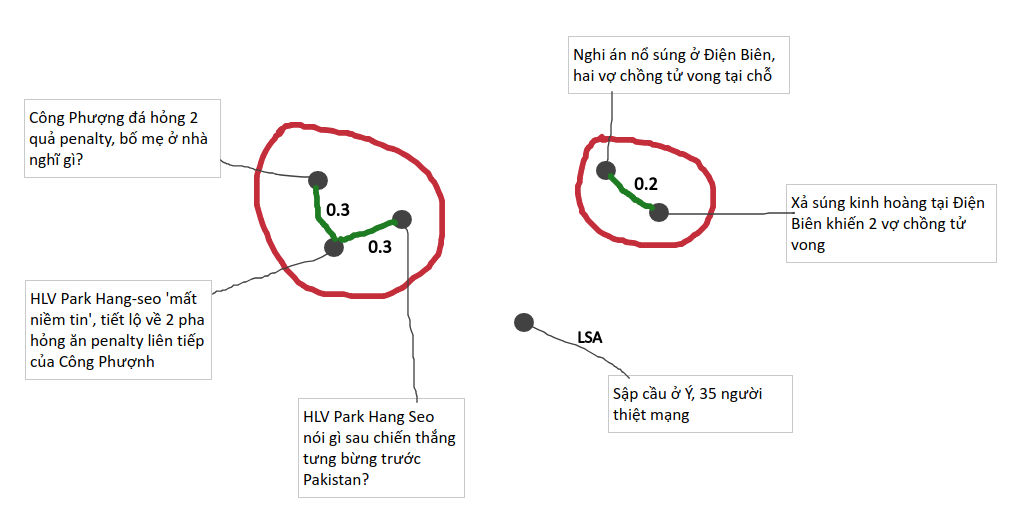 Nghi án nổ súng ở Điện Biên,
hai vợ chồng tử vong tại chỗ
Công Phượng đá hỏng 2
quả penalty, bố mẹ ở nhà
nghĩ gì?
0.3
0.3
0.2
Xả súng kinh hoàng tại Điện
Biên khiến 2 vợ chồng tử
vong
HLV Park Hang-seo 'mất
niềm tin', tiết lộ về 2 pha
hỏng ăn penalty liên tiếp
của Công Phượnh
LSA
Sập cầu ở Ý, 35 người
thiệt mạng
HLV Park Hang Seo
nói gì sau chiến thắng
tưng bừng trước
Pakistan?